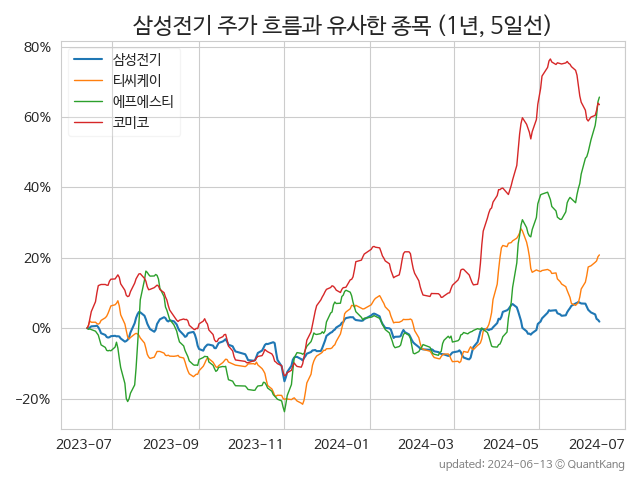 삼성전기 주가 흐름과 유사한 종목 (1년, 5일선)
80%
60%
40%
20%
0%
−20%
삼성전기
티씨케이
에프에스티
코미코
2023-07
2023-09
2023-11
2024-01
2024-03
2024-05
2024-07
updated: 2024-06-13 © QuantKang